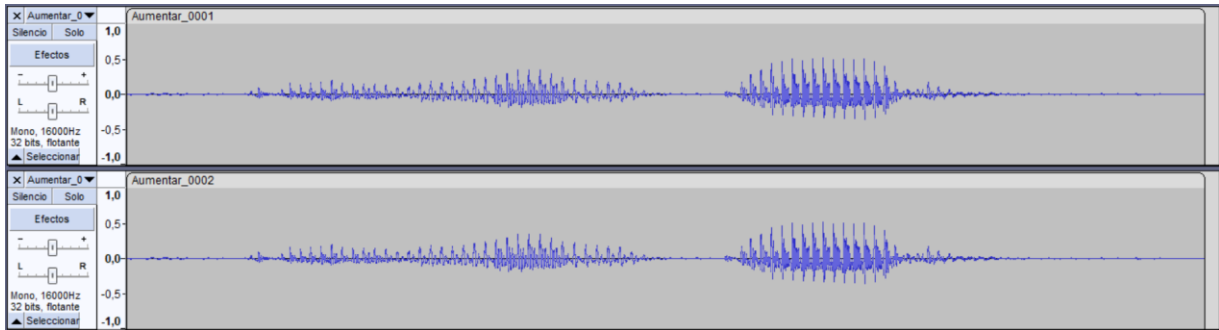 × Aumentar_0▼ Aumentar_0001
Silencio Solo 1,0
Efectos 0,5-
- +
0,0-
L R
Mono, 16000Hz -0,5-
32 bits, flotante
▲ Seleccionar -1,0
× Aumentar_0▼ Aumentar_0002
Silencio Solo 1,0
Efectos 0,5-
- +
0,0-
L R
Mono, 16000Hz -0,5-
32 bits, flotante
▲ Seleccionar -1,0